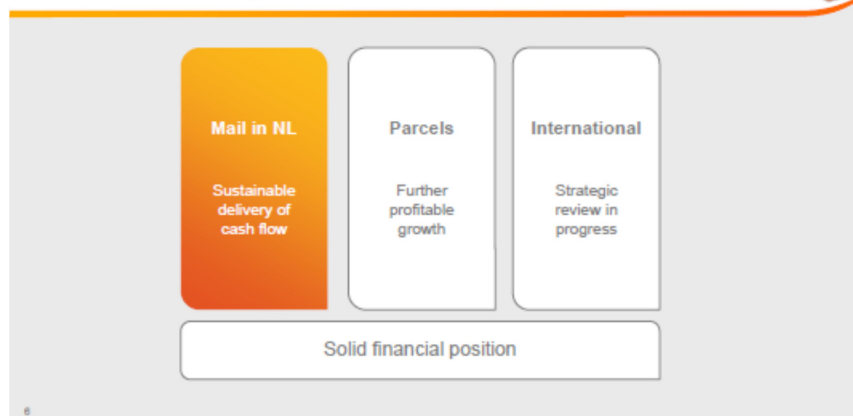 Mail in NL
Sustainable
delivery of
cash flow
Parcels
Further
profitable
growth
International
Strategic
review in
progress
Solid financial position
6